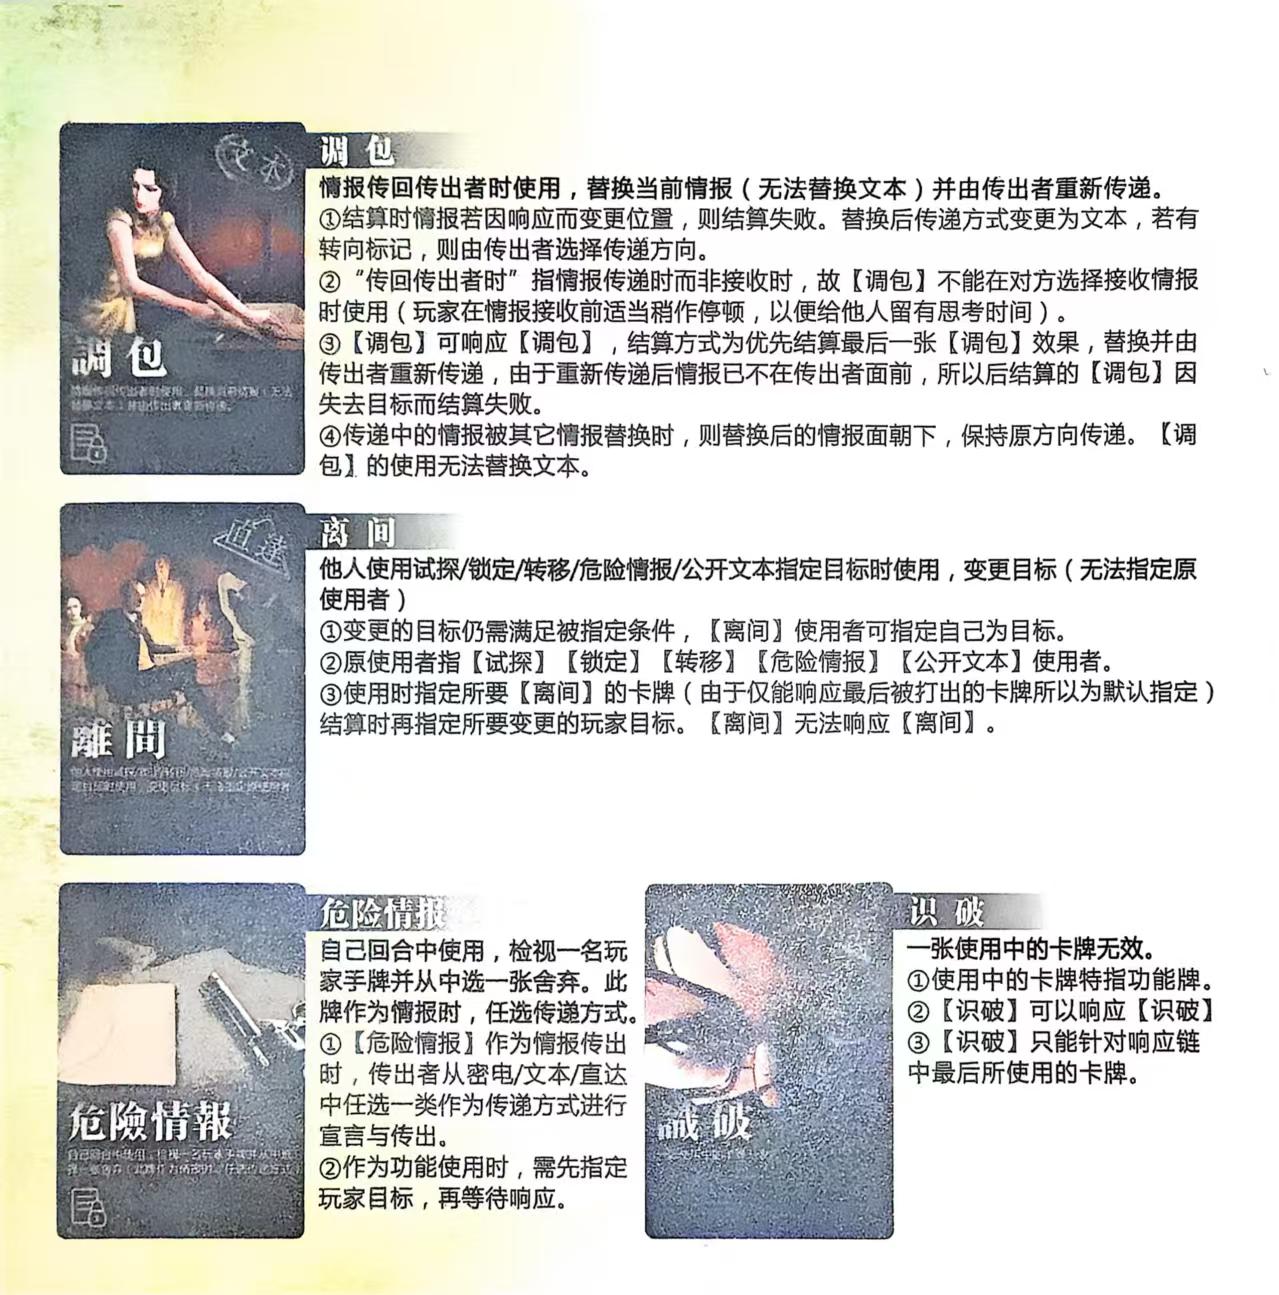 文本
調包
调包
情报传回传出者时使用，替换当前情报（无法替换文本）并由传出者重新传递。
①结算时情报若因响应而变更位置，则结算失败。替换后传递方式变更为文本，若有
转向标记，则由传出者选择传递方向。
②“传回传出者时”指情报传递时而非接收时，故【调包】不能在对方选择接收情报
时使用（玩家在情报接收前适当稍作停顿，以便给他人留有思考时间）。
③【调包】可响应【调包】，结算方式为优先结算最后一张【调包】效果，替换并由
传出者重新传递，由于重新传递后情报已不在传出者面前，所以后结算的【调包】因
失去目标而结算失败。
④传递中的情报被其它情报替换时，则替换后的情报面朝下，保持原方向传递。【调
包】的使用无法替换文本。
直達
離間
离间
他人使用试探/锁定/转移/危险情报/公开文本指定目标时使用，变更目标（无法指定原
使用者）
①变更的目标仍需满足被指定条件，【离间】使用者可指定自己为目标。
②原使用者指【试探】【锁定】【转移】【危险情报】【公开文本】使用者。
③使用时指定所要【离间】的卡牌（由于仅能响应最后被打出的卡牌所以为默认指定）
结算时再指定所要变更的玩家目标。【离间】无法响应【离间】。
危險情報
危险情报
自己回合中使用，检视一名玩
家手牌并从中选一张舍弃。此
牌作为情报时，任选传递方式。
①【危险情报】作为情报传出
时，传出者从密电/文本/直达
中任选一类作为传递方式进行
宣言与传出。
②作为功能使用时，需先指定
玩家目标，再等待响应。
識破
识破
一张使用中的卡牌无效。
①使用中的卡牌特指功能牌。
②【识破】可以响应【识破】
③【识破】只能针对响应链
中最后所使用的卡牌。